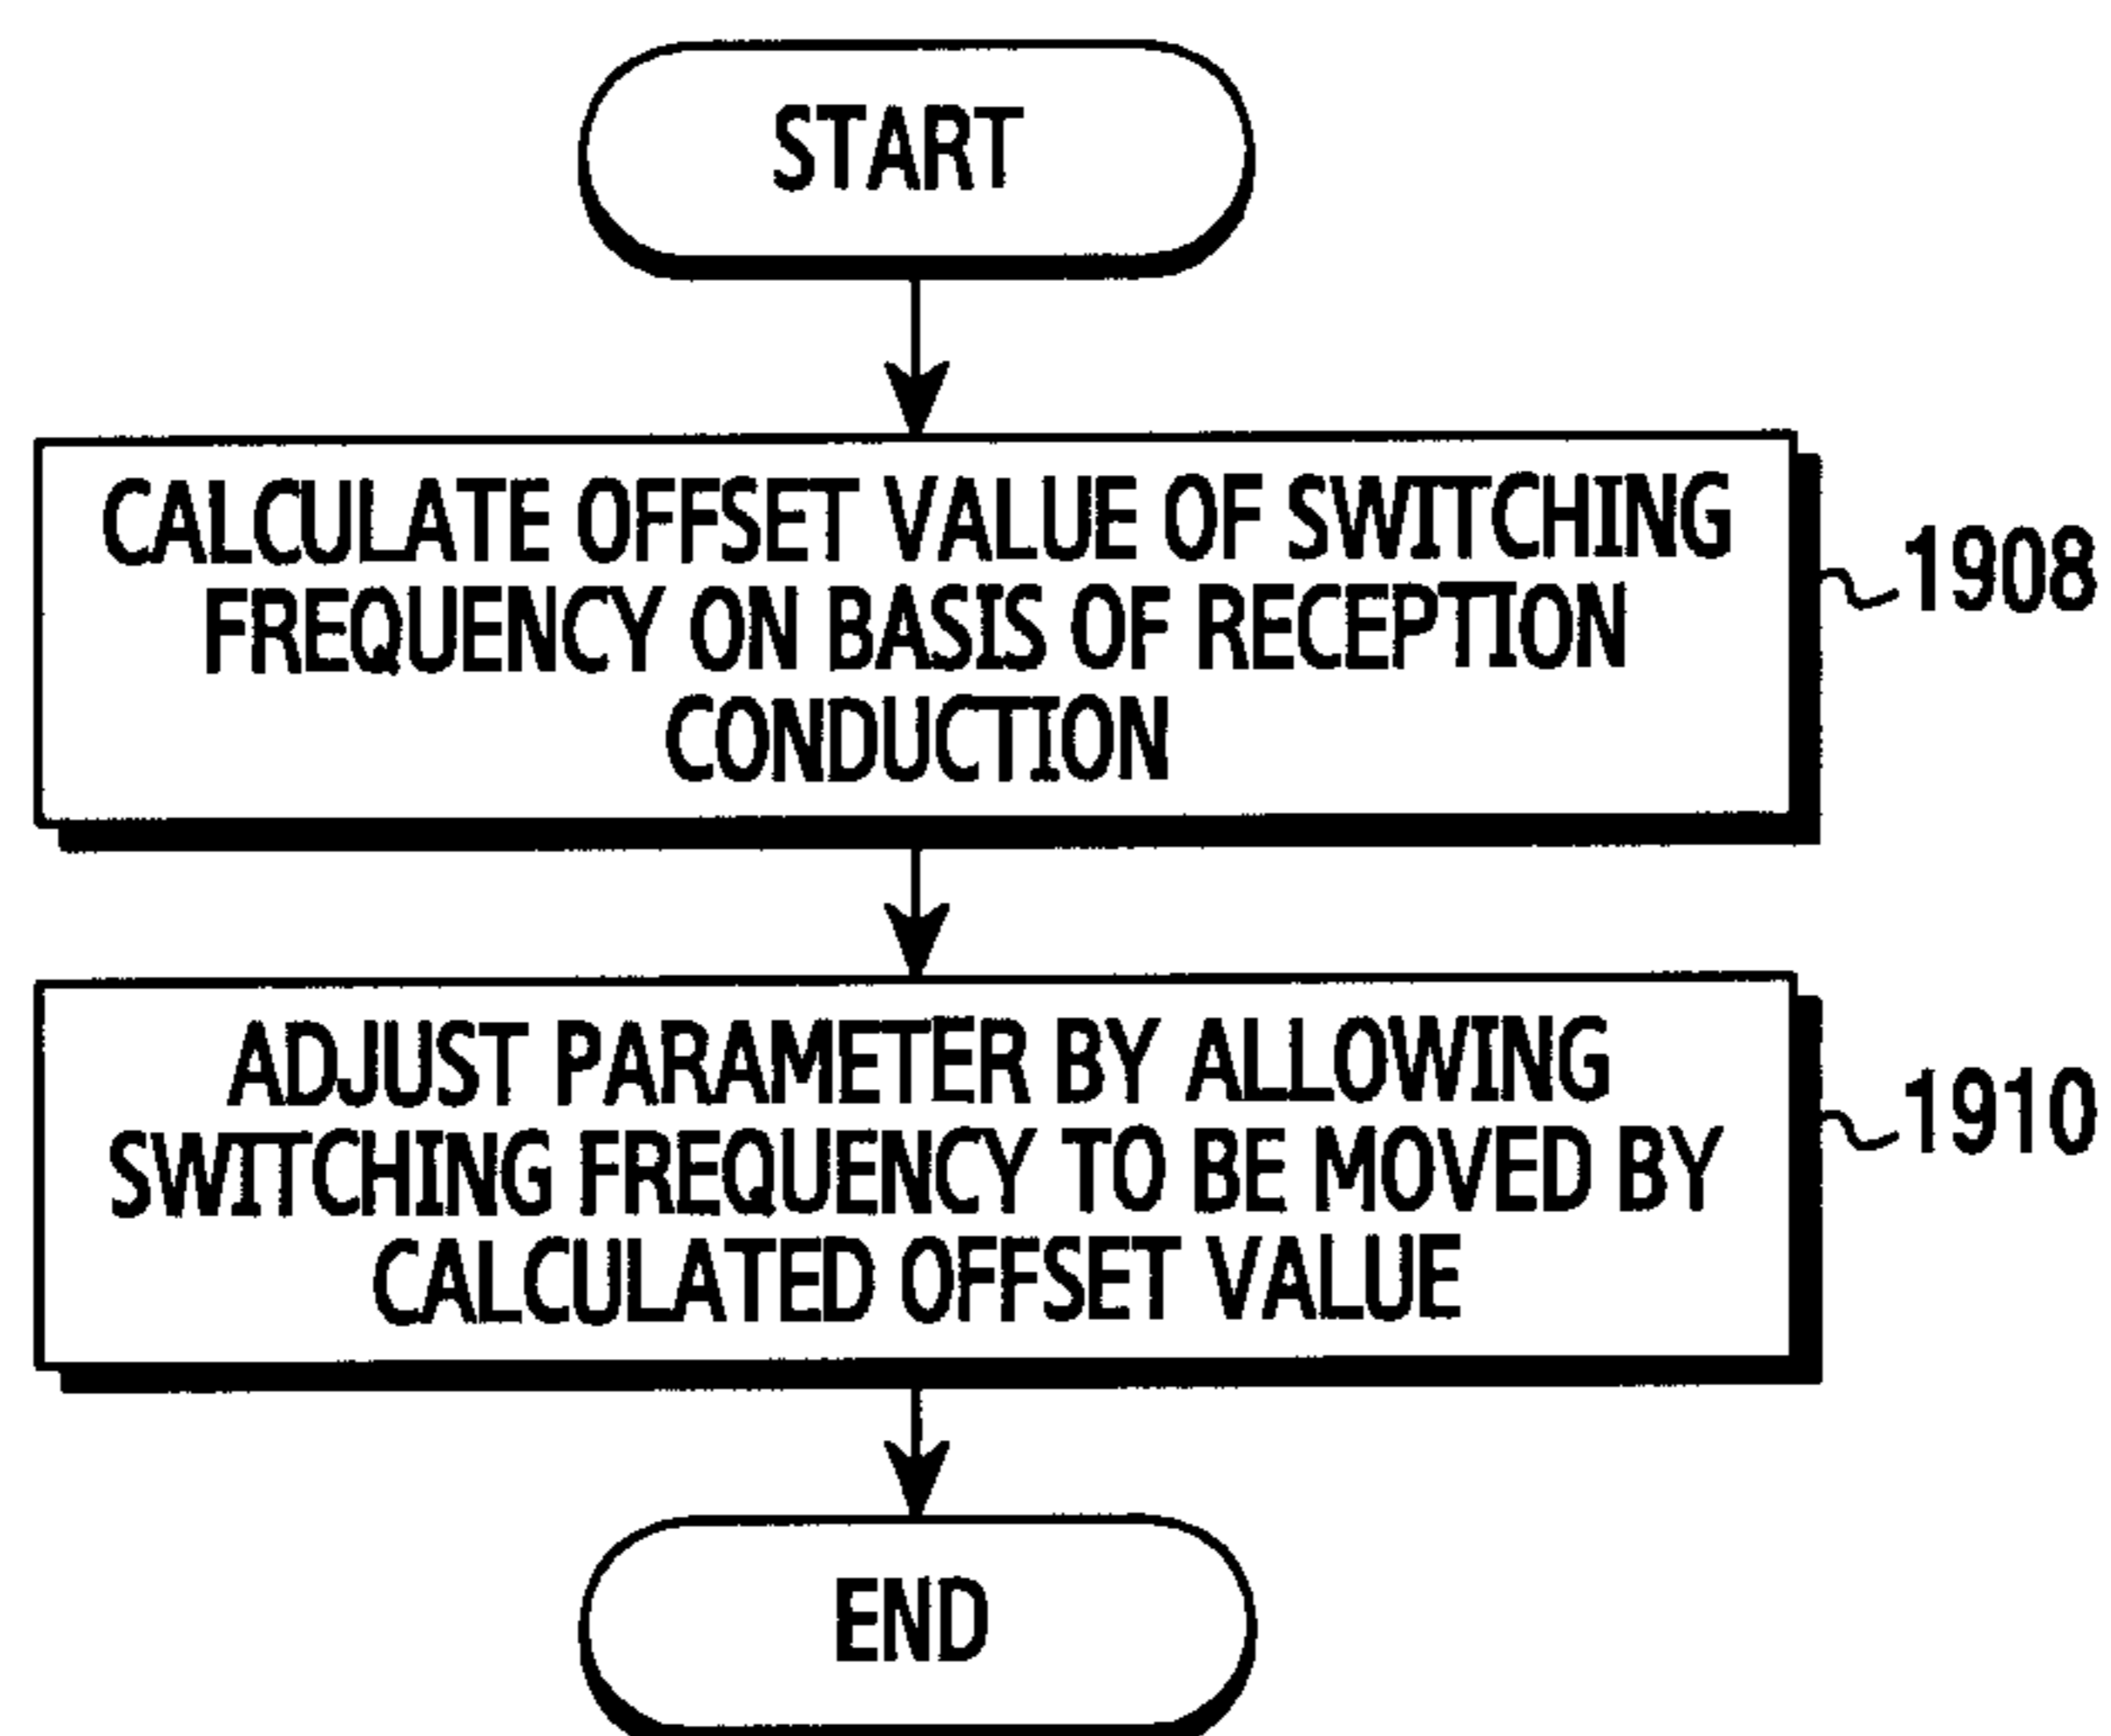 START
CALCULATE OFFSET VALUE OF SWITCHING
FREQUENCY ON BASIS OF RECEPTION
CONDUCTION
1908
ADJUST PARAMETER BY ALLOWING
SWITCHING FREQUENCY TO BE MOVED BY
CALCULATED OFFSET VALUE
1910
END